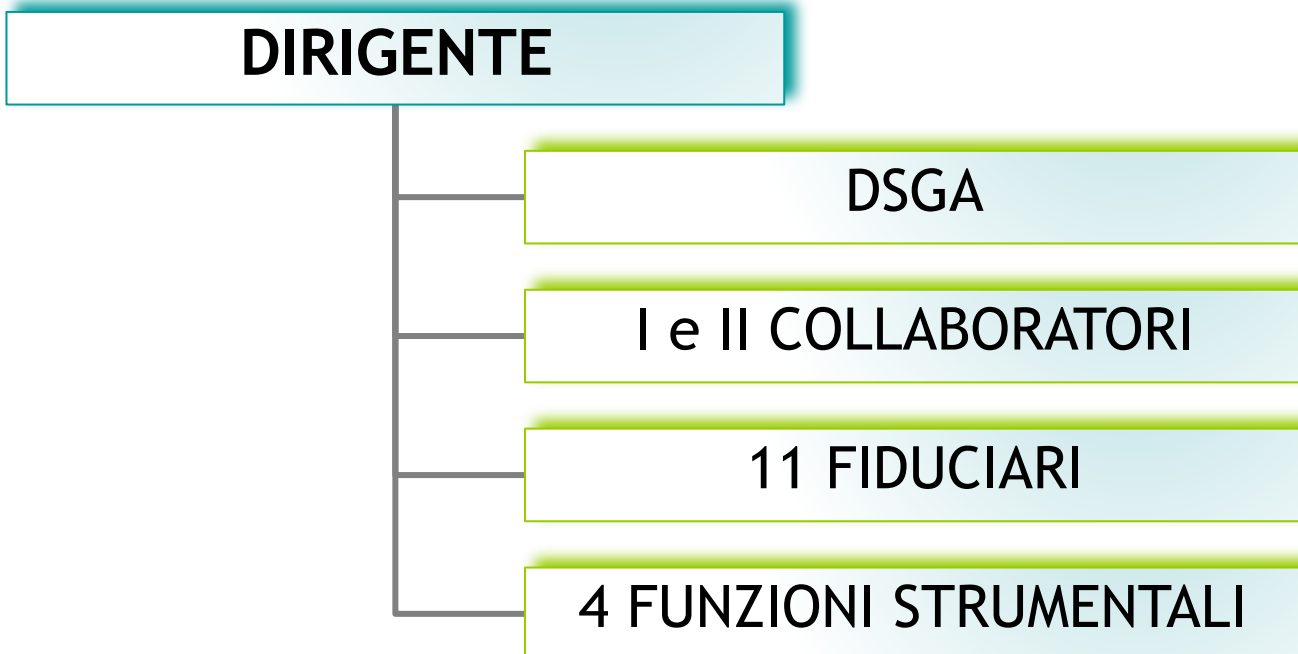 DIRIGENTE
DSGA
I e II COLLABORATORI
11 FIDUCIARI
4 FUNZIONI STRUMENTALI